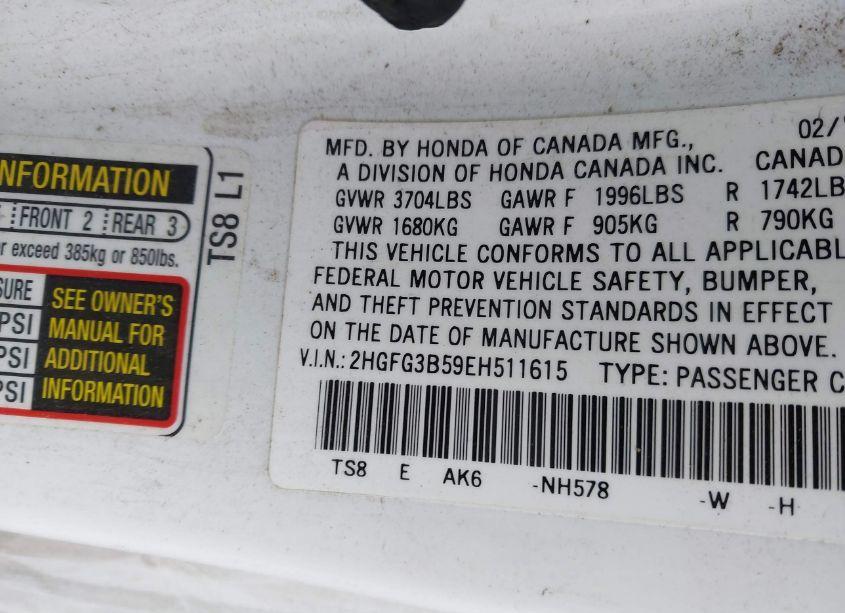 NFORMATION
FRONT 2 REAR 3
r exceed 385kg or 850lbs.
SURE
PSI
PSI
PSI
SEE OWNER'S
MANUAL FOR
ADDITIONAL
INFORMATION
TS8 L1
02/
MFD. BY HONDA OF CANADA MFG.,
A DIVISION OF HONDA CANADA INC. CANAD
GVWR 3704LBS GAWR F 1996LBS R 1742LB
GVWR 1680KG GAWR F 905KG R 790KG
THIS VEHICLE CONFORMS TO ALL APPLICABL
FEDERAL MOTOR VEHICLE SAFETY, BUMPER,
AND THEFT PREVENTION STANDARDS IN EFFECT
ON THE DATE OF MANUFACTURE SHOWN ABOVE.
V.I.N.: 2HGFG3B59EH511615 TYPE: PASSENGER C
TS8 E AK6 -NH578 -W -H